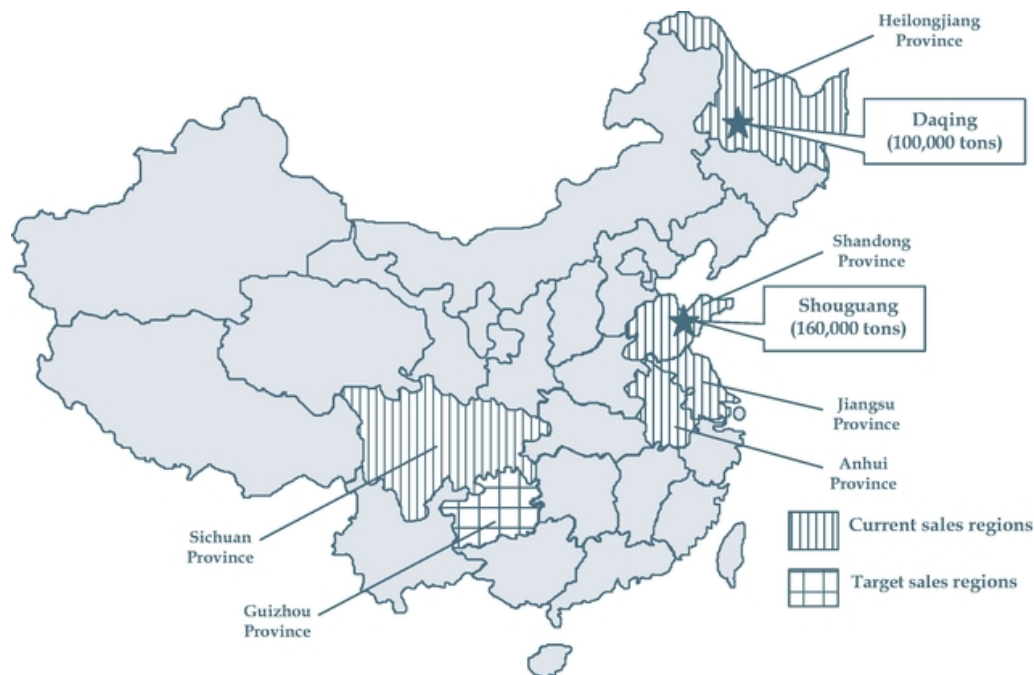 Heilongjiang
Province
Daqing
(100,000 tons)
Shandong
Province
Shouguang
(160,000 tons)
Jiangsu
Province
Anhui
Province
Sichuan
Province
Guizhou
Province
Current sales regions
Target sales regions